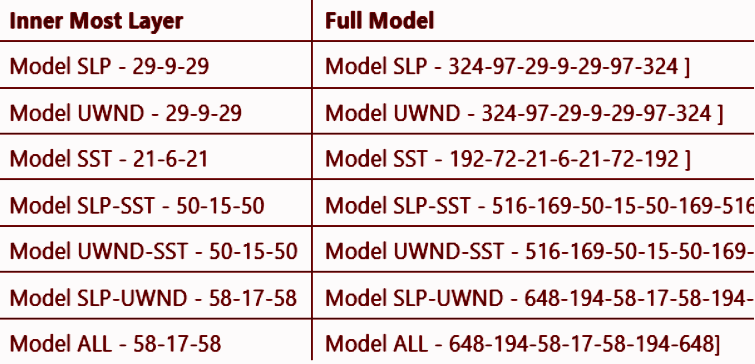 Inner Most Layer Full Model
Model SLP - 29-9-29 Model SLP - 324-97-29-9-29-97-324 ]
Model UWND - 29-9-29 Model UWND - 324-97-29-9-29-97-324 ]
Model SST - 21-6-21 Model SST - 192-72-21-6-21-72-192 ]
Model SLP-SST - 50-15-50 Model SLP-SST - 516-169-50-15-50-169-516
Model UWND-SST - 50-15-50 Model UWND-SST - 516-169-50-15-50-169-
Model SLP-UWND - 58-17-58 Model SLP-UWND - 648-194-58-17-58-194-
Model ALL - 58-17-58 Model ALL - 648-194-58-17-58-194-648]